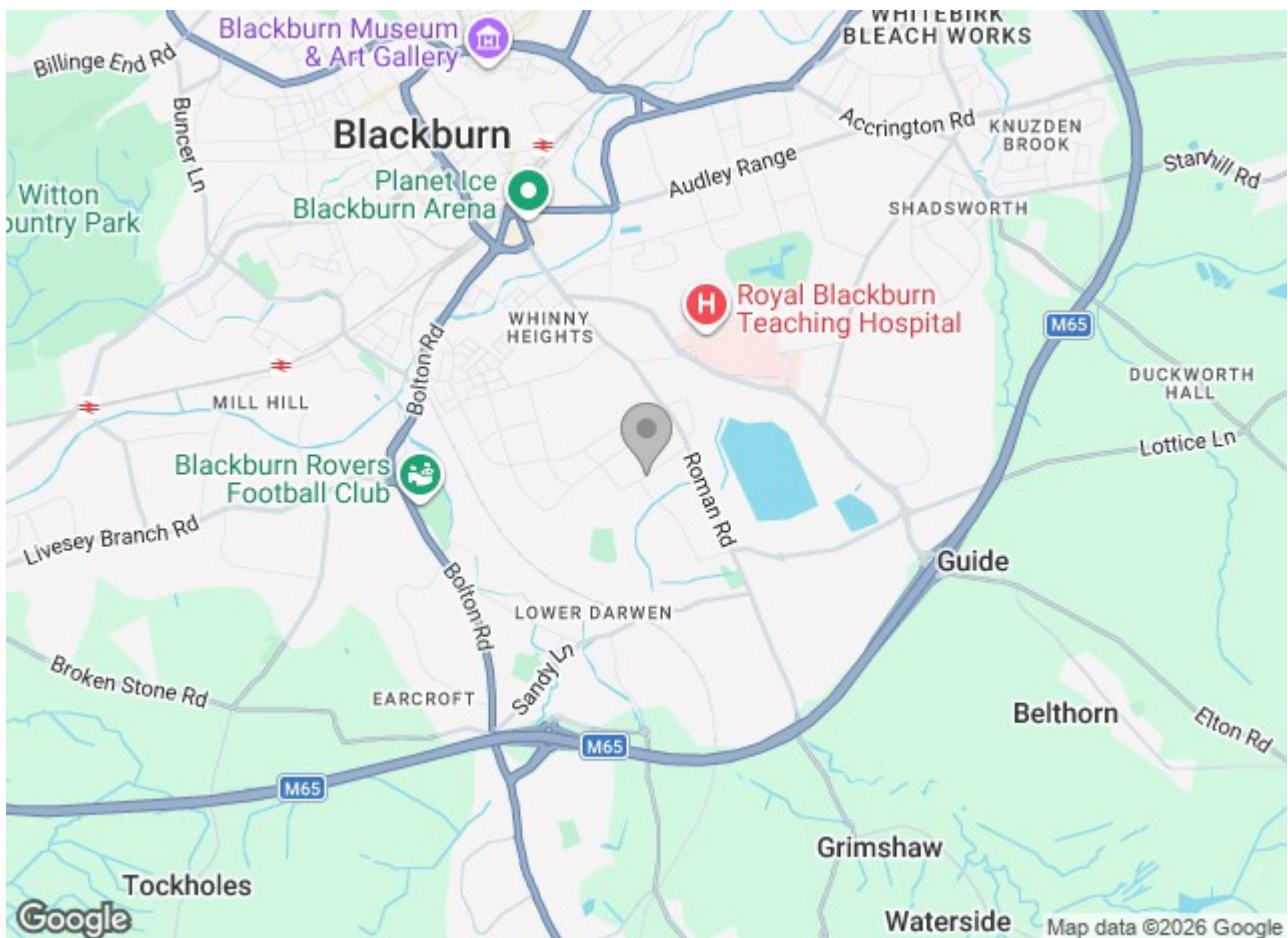 WHITEBIRK
BLEACH WORKS
Blackburn Museum
& Art Gallery
Billinge End Rd
Buncer Ln
Blackburn
Accrington Rd
KNUZDEN
BROOK
Audley Range
Stanhill Rd
Planet Ice
Blackburn Arena
Witton
ountry Park
SHADSWORTH
H
Royal Blackburn
Teaching Hospital
WHINNY
HEIGHTS
M65
Bolton Rd
MILL HILL
DUCKWORTH
HALL
Lottice Ln
Blackburn Rovers
Football Club
Roman Rd
Livesey Branch Rd
Guide
Bolton Rd
LOWER DARWEN
Sandy Ln
Broken Stone Rd
EARCROFT
Belthorn
Elton Rd
M65
M65
Grimshaw
Tockholes
Waterside
Google
Map data ©2026 Google